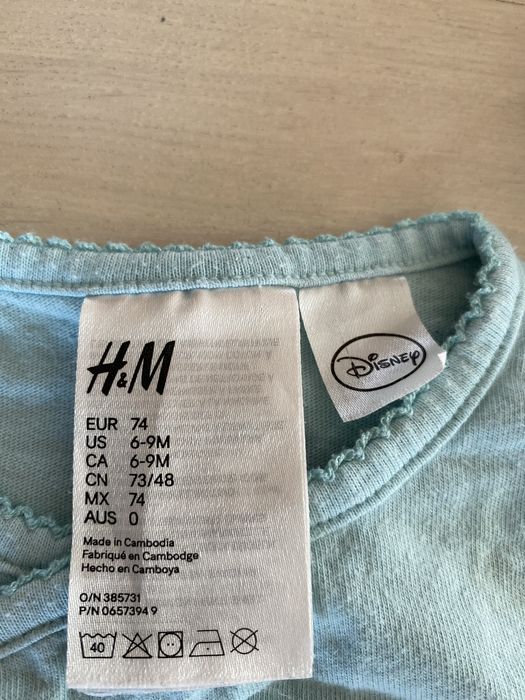 H&M
DISNEY
EUR 74
US 6-9M
CA 6-9M
CN 73/48
MX 74
AUS 0
Made in Cambodia
Fabriqué en Cambodge
Hecho en Camboya
O/N 385731
P/N 0657394 9
40